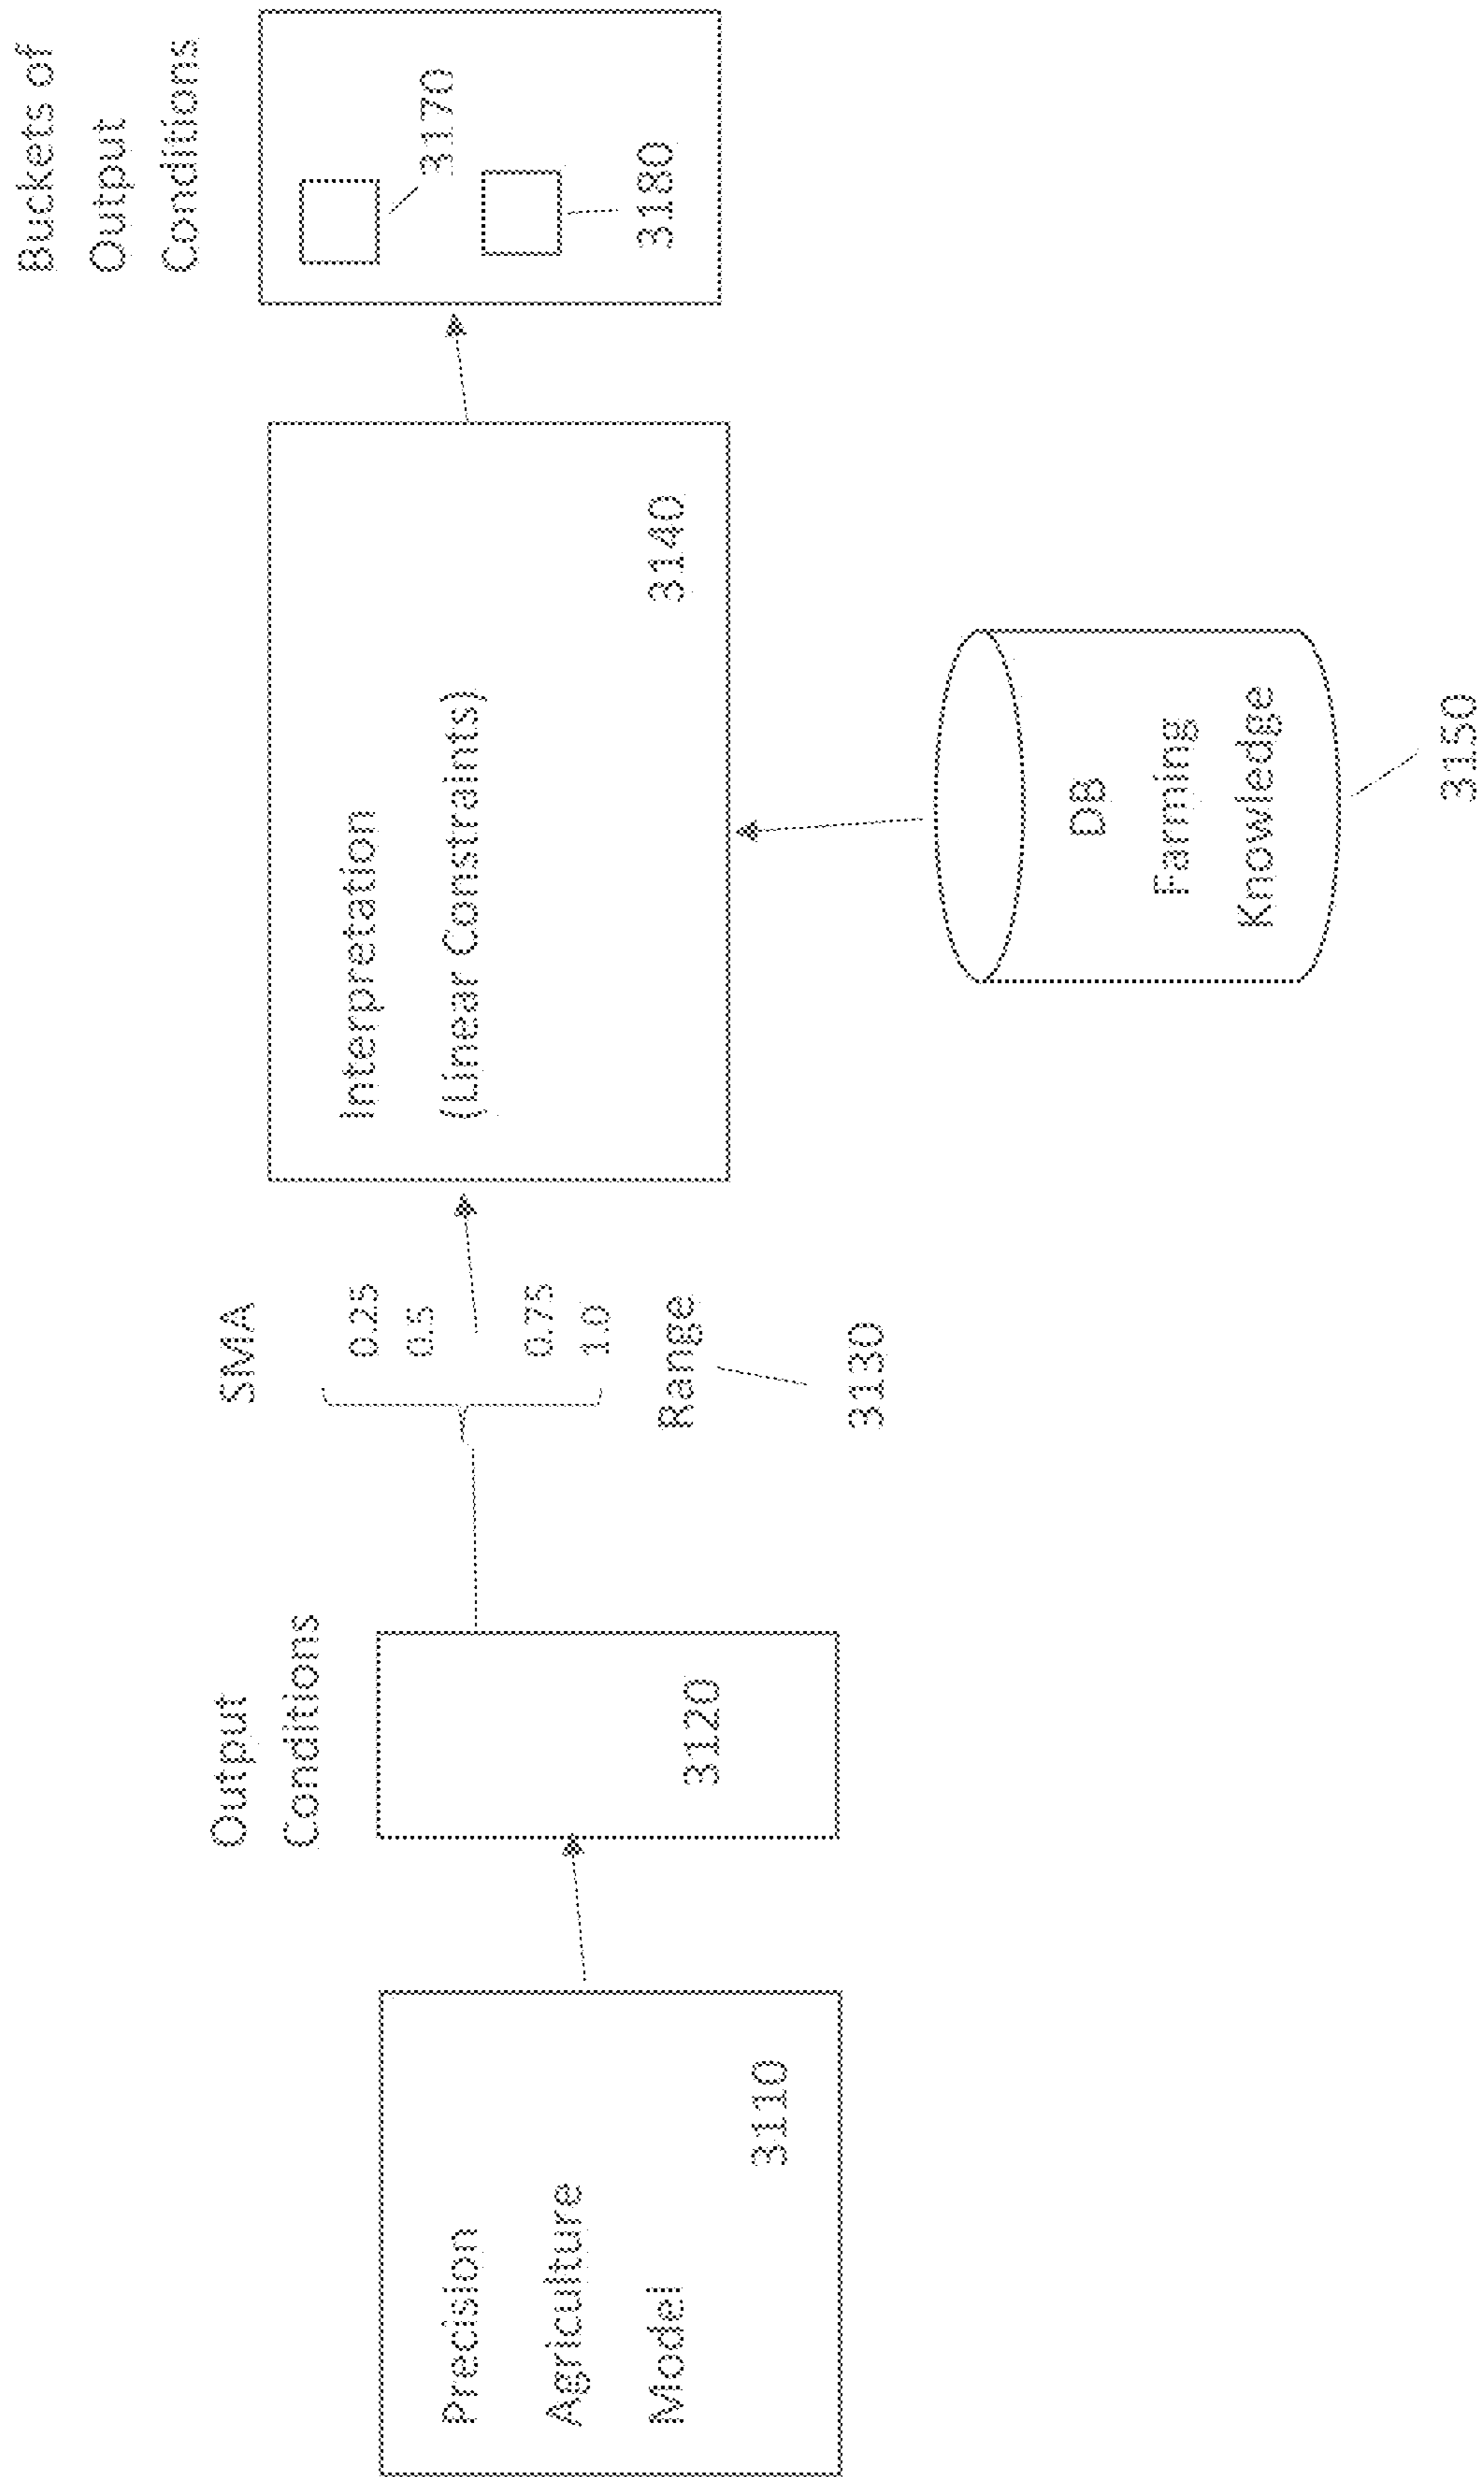 Precision
Agriculture
Model
3110
Output
Conditions
3120
SMA
0.25
0.5
0.75
1.0
Range
3130
Interpretation
(Linear Constraints)
3140
DB
Farming
Knowledge
3150
Buckets of
Output
Conditions
3170
3180